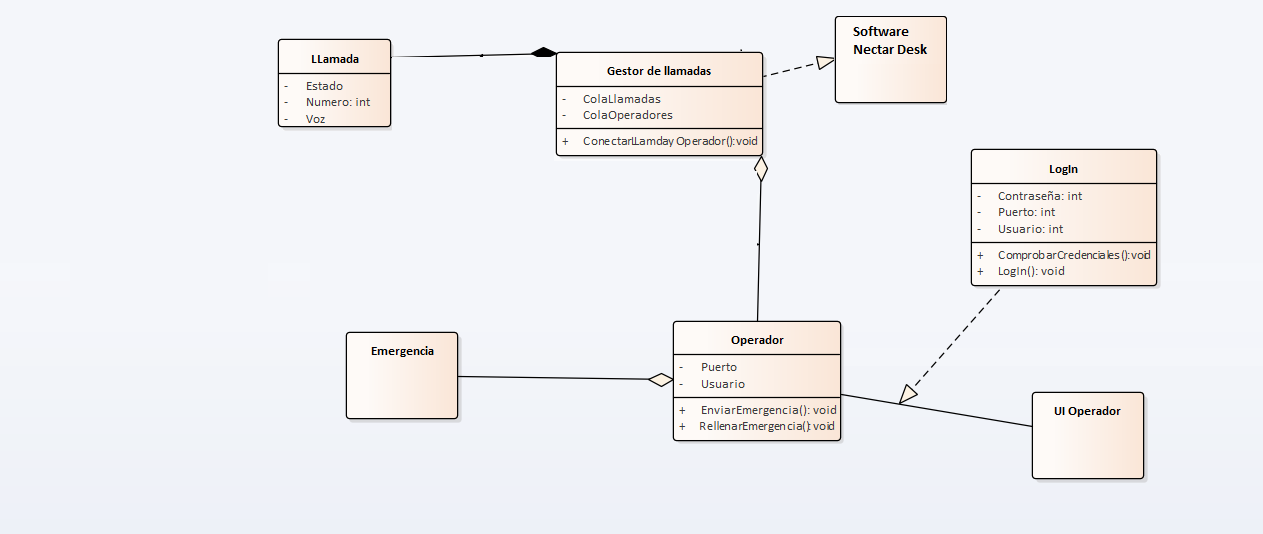 LLamada
- Estado
- Numero: int
- Voz
Gestor de llamadas
- ColaLlamadas
- ColaOperadores
+ ConectarlLamday Operador():void
Software
Nectar Desk
LogIn
- Contraseña: int
- Puerto: int
- Usuario: int
+ ComprobarCredenciales():void
+ LogIn(): void
Emergencia
Operador
- Puerto
- Usuario
+ EnviarEmergencia(): void
+ RellenarEmergencia(): void
UI Operador